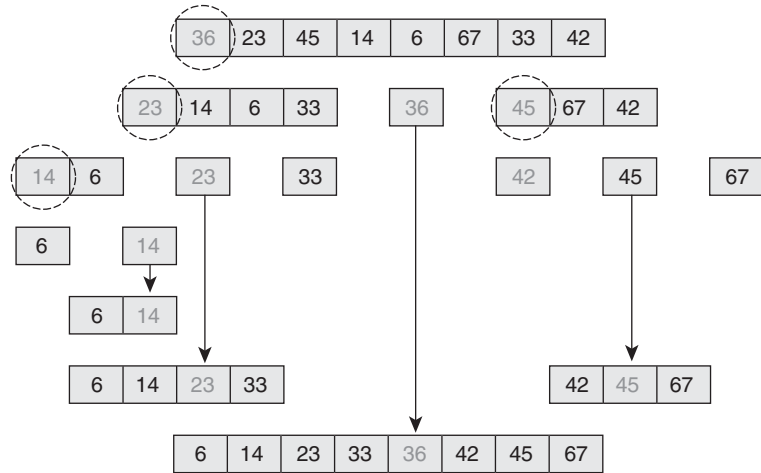 36 23 45 14 6 67 33 42
23 14 6 33 36 45 67 42
14 6 23 33 42 45 67
6 14
6 14
6 14 23 33 42 45 67
6 14 23 33 36 42 45 67